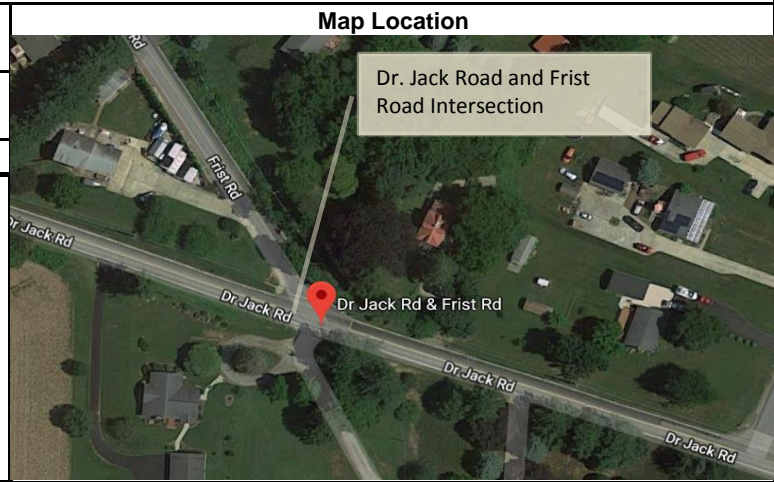 Map Location
Dr. Jack Road and Frist
Road Intersection
Rd
Frist Rd
Dr Jack Rd
Dr Jack Rd
Dr Jack Rd & Frist Rd
Dr Jack Rd
Dr Jack Rd